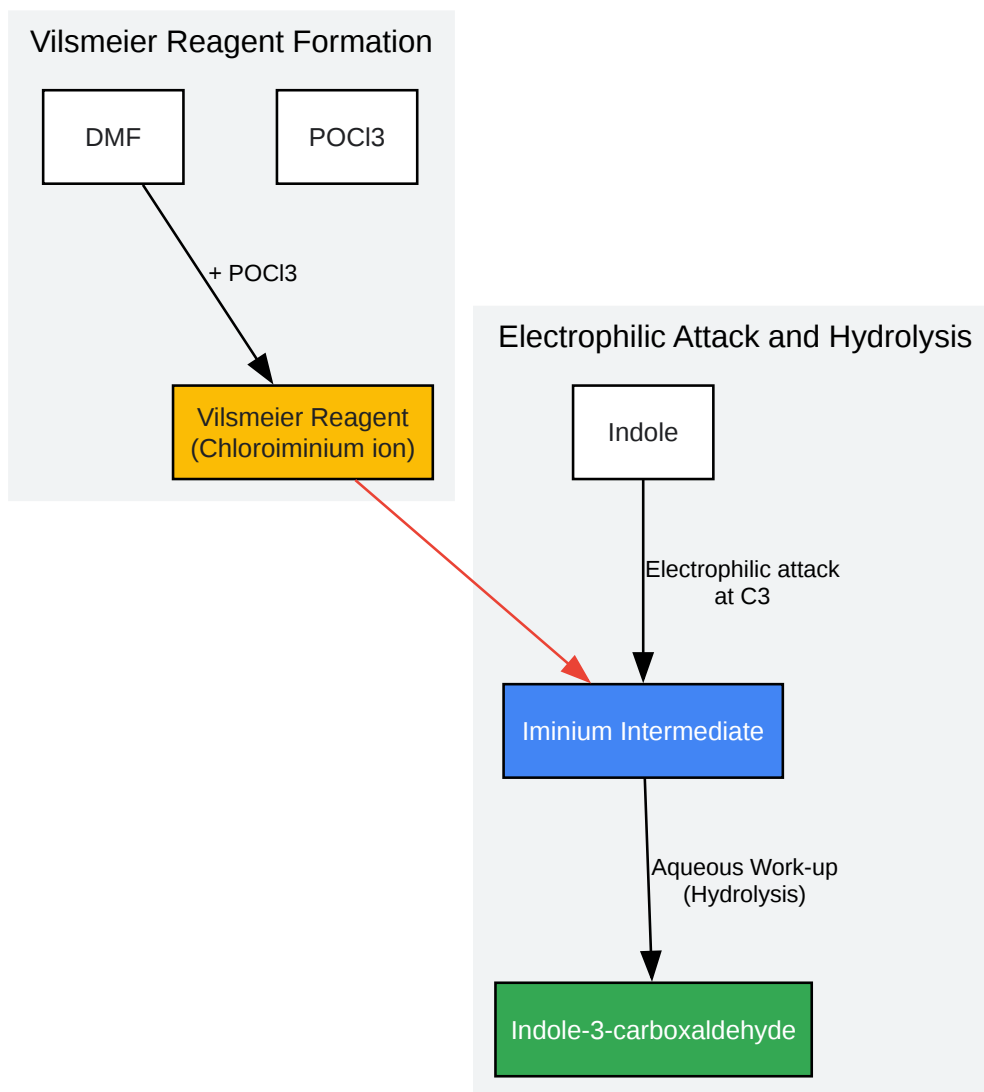 Vilsmeier Reagent Formation
DMF
POCl3
+ POCl3
Vilsmeier Reagent
(Chloroiminium ion)
Electrophilic Attack and Hydrolysis
Indole
Electrophilic attack
at C3
Iminium Intermediate
Aqueous Work-up
(Hydrolysis)
Indole-3-carboxaldehyde